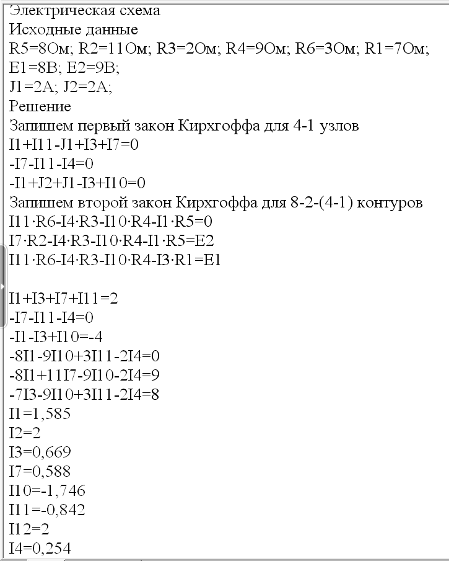 Электрическая схема
Исходные данные
R5=8Ом; R2=11Ом; R3=2Ом; R4=9Ом; R6=3Ом; R1=7Ом;
E1=8В; E2=9В;
J1=2А; J2=2А;
Решение
Запишем первый закон Кирхгоффа для 4-1 узлов
I1+I11-J1+I3+I7=0
-I7-I11-I4=0
-I1+J2+J1-I3+I10=0
Запишем второй закон Кирхгоффа для 8-2-(4-1) контуров
I11·R6-I4·R3-I10·R4-I1·R5=0
I7·R2-I4·R3-I10·R4-I1·R5=E2
I11·R6-I4·R3-I10·R4-I3·R1=E1
I1+I3+I7+I11=2
-I7-I11-I4=0
-I1-I3+I10=-4
-8I1-9I10+3I11-2I4=0
-8I1+11I7-9I10-2I4=9
-7I3-9I10+3I11-2I4=8
I1=1,585
I2=2
I3=0,669
I7=0,588
I10=-1,746
I11=-0,842
I12=2
I4=0,254